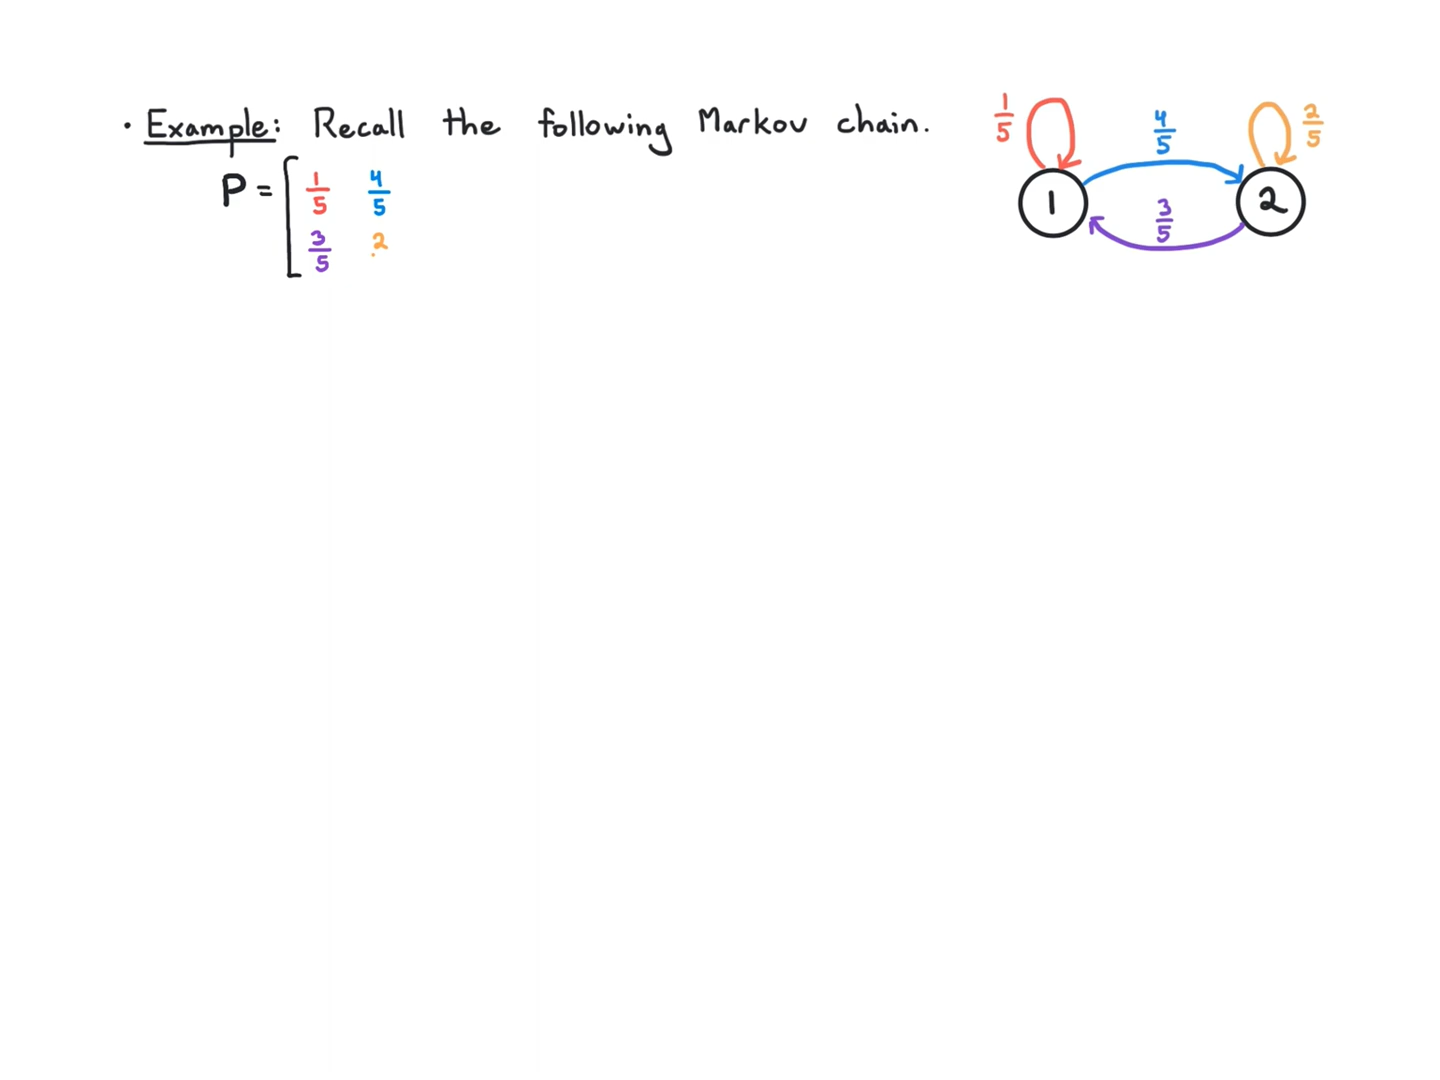 · Example: Recall the following Markov chain.
P = [ 1/5 4/5
3/5 2
1/5 4/5 2/5
1 2
3/5